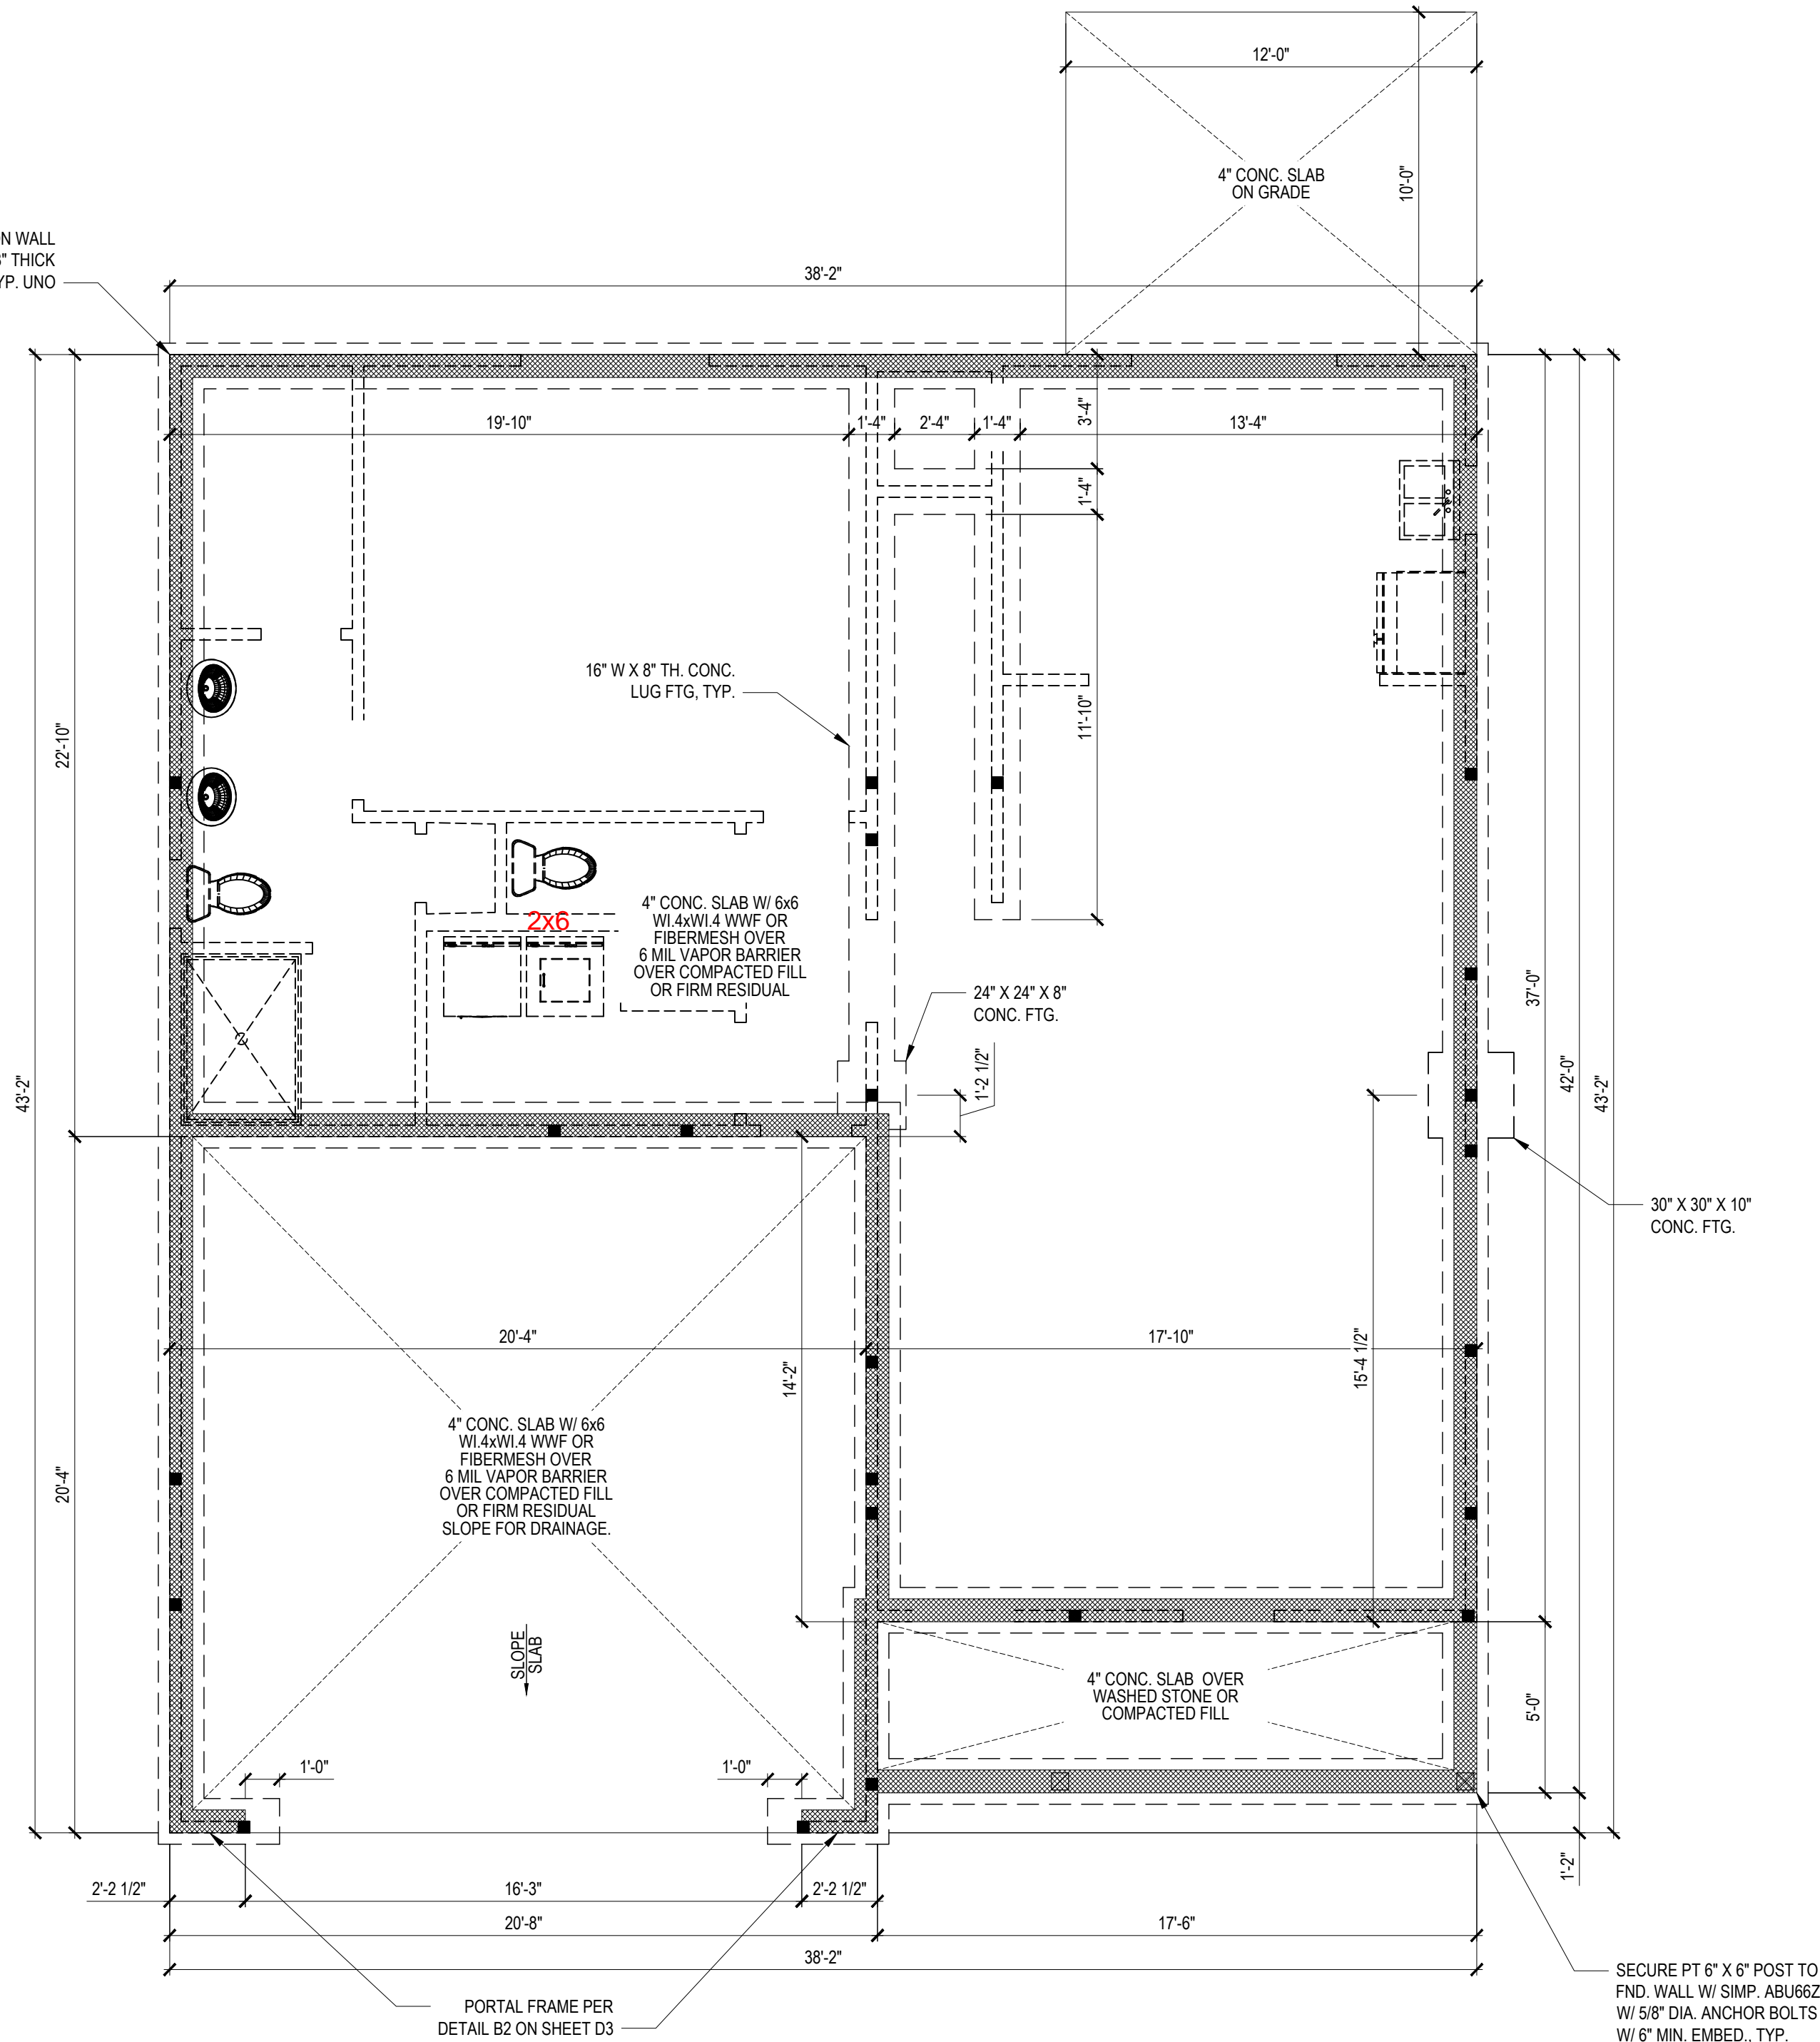 12'-0"
10'-0"
4" CONC. SLAB
ON GRADE
WALL
THICK
UNO
38'-2"
19'-10"
1'-4"
2'-4"
1'-4"
13'-4"
3'-4"
1'-4"
11'-10"
16" W X 8" TH. CONC.
LUG FTG, TYP.
22'-10"
43'-2"
2x6
4" CONC. SLAB W/ 6x6
WI.4xWI.4 WWF OR
FIBERMESH OVER
6 MIL VAPOR BARRIER
OVER COMPACTED FILL
OR FIRM RESIDUAL
24" X 24" X 8"
CONC. FTG.
1'-2 1/2"
37'-0"
42'-0"
43'-2"
30" X 30" X 10"
CONC. FTG.
20'-4"
17'-10"
14'-2"
15'-4 1/2"
20'-4"
4" CONC. SLAB W/ 6x6
WI.4xWI.4 WWF OR
FIBERMESH OVER
6 MIL VAPOR BARRIER
OVER COMPACTED FILL
OR FIRM RESIDUAL
SLOPE FOR DRAINAGE.
SLOPE
SLAB
4" CONC. SLAB OVER
WASHED STONE OR
COMPACTED FILL
5'-0"
1'-0"
1'-0"
1'-2"
2'-2 1/2"
16'-3"
2'-2 1/2"
20'-8"
17'-6"
38'-2"
PORTAL FRAME PER
DETAIL B2 ON SHEET D3
SECURE PT 6" X 6" POST TO
FND. WALL W/ SIMP. ABU66Z
W/ 5/8" DIA. ANCHOR BOLTS
W/ 6" MIN. EMBED., TYP.